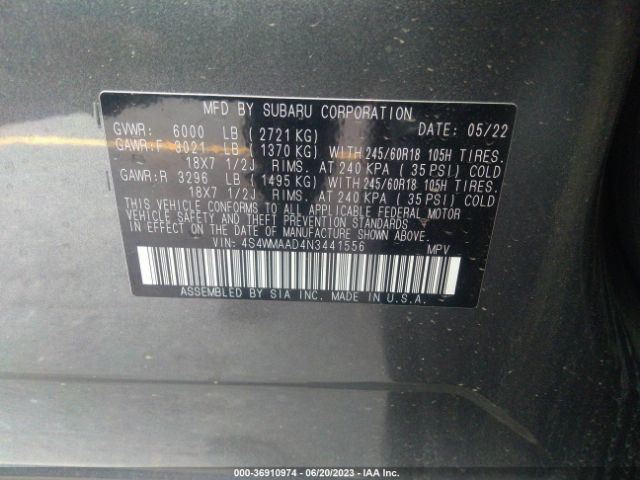 MFD BY SUBARU CORPORATION
GVWR: 6000 LB ( 2721 KG) DATE: 05/22
GAWR:F 3021 LB ( 1370 KG) WITH 245/60R18 105H TIRES.
18X7 1/2J RIMS. AT 240 KPA ( 35 PSI) COLD
GAWR:R 3296 LB ( 1495 KG) WITH 245/60R18 105H TIRES.
18X7 1/2J RIMS. AT 240 KPA ( 35 PSI) COLD
THIS VEHICLE CONFORMS TO ALL APPLICABLE FEDERAL MOTOR
VEHICLE SAFETY AND THEFT PREVENTION STANDARDS
IN EFFECT ON THE DATE OF MANUFACTURE SHOWN ABOVE.
VIN: 4S4WMAAD4N3441556 MPV
ASSEMBLED BY SIA INC. MADE IN U.S.A.
000-36910974 - 06/20/2023 - IAA Inc.